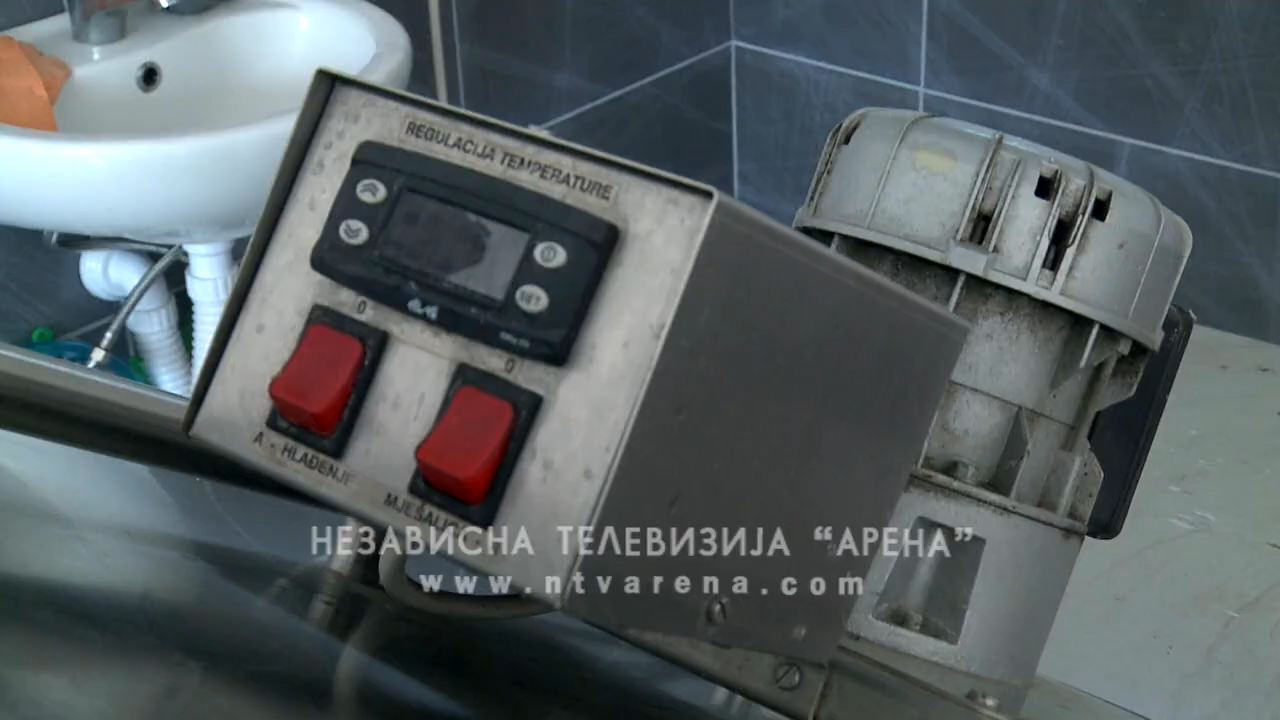 REGULACIJA TEMPERATURE
SET
0
0
A - HLAĐENJE
НЕЗАВИСНА ТЕЛЕВИЗИЈА “АРЕНА”
www.ntvarena.com